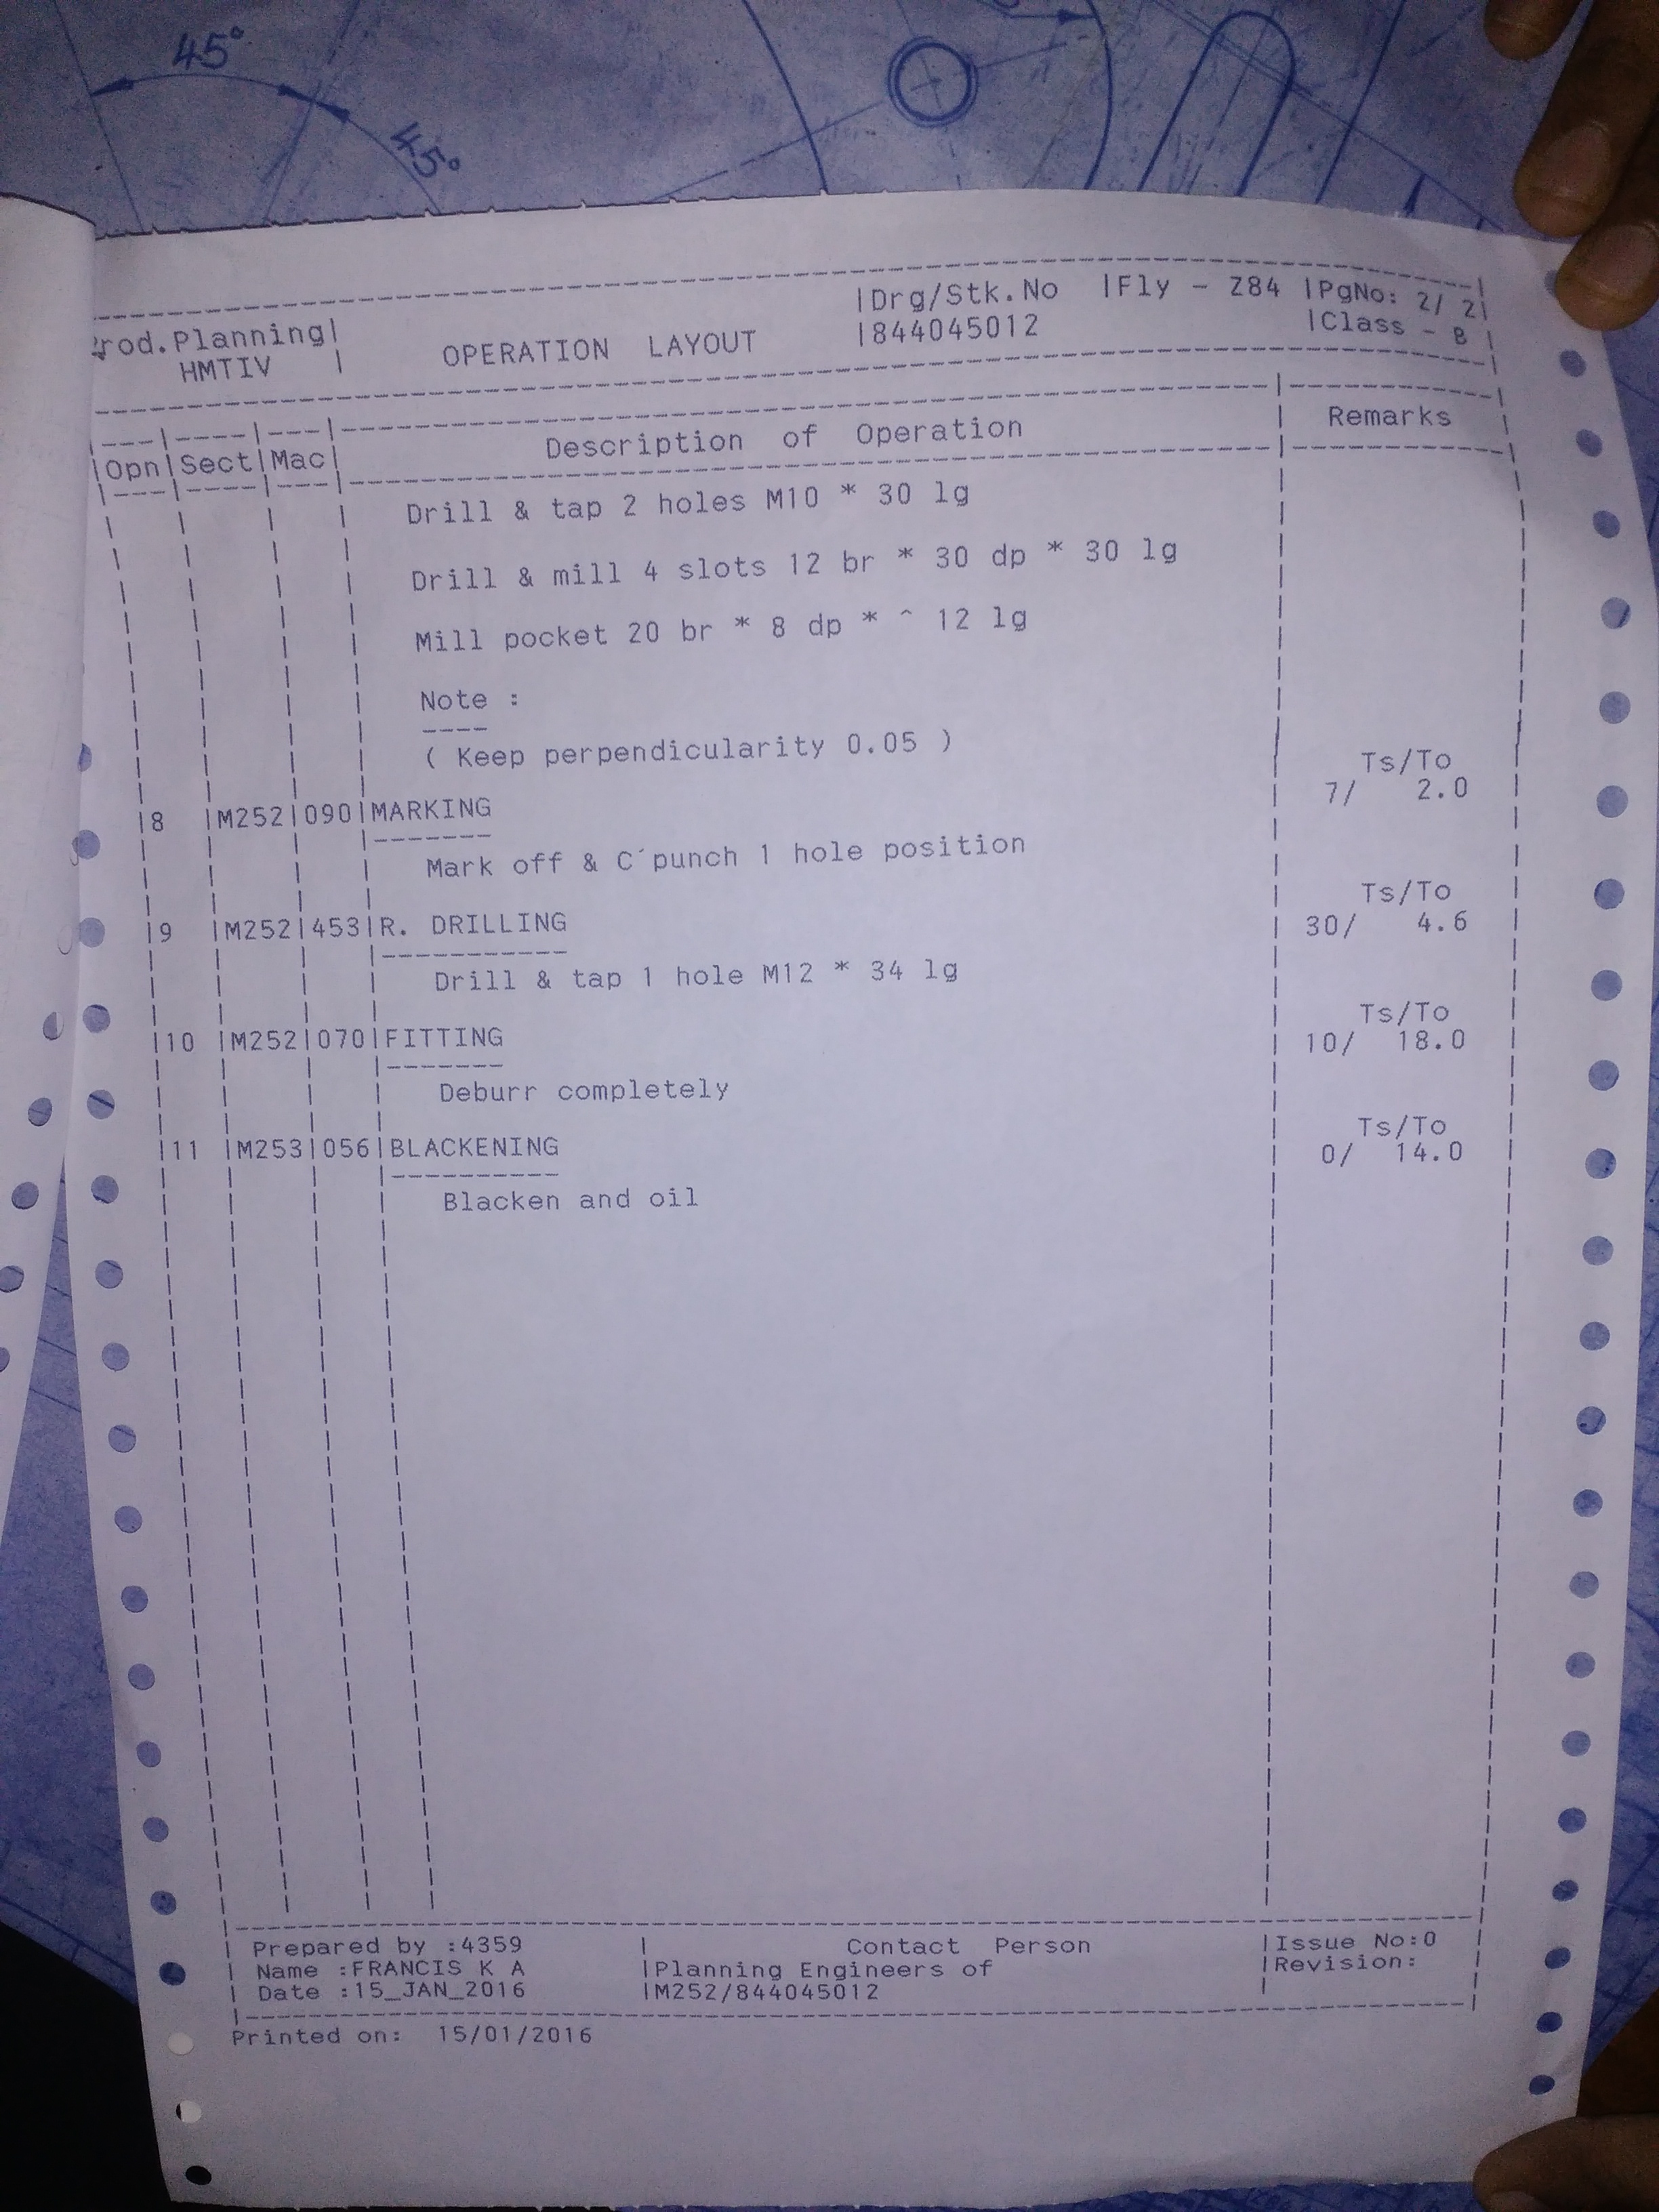 45°
45°
|Drg/Stk.No |Fly - Z84 |PgNo: 2/ 2|
rod.Planning| OPERATION LAYOUT |844045012 |Class - B |
HMTIV |
|Opn|Sect|Mac| Description of Operation | Remarks
Drill & tap 2 holes M10 * 30 lg
Drill & mill 4 slots 12 br * 30 dp * 30 lg
Mill pocket 20 br * 8 dp * ^ 12 lg
Note :
----
( Keep perpendicularity 0.05 )
Ts/To
|8 |M252|090|MARKING 7/ 2.0
Mark off & C´punch 1 hole position
Ts/To
|9 |M252|453|R. DRILLING 30/ 4.6
Drill & tap 1 hole M12 * 34 lg
Ts/To
|10 |M252|070|FITTING 10/ 18.0
Deburr completely
Ts/To
|11 |M253|056|BLACKENING 0/ 14.0
Blacken and oil
Prepared by :4359 | Contact Person |Issue No:0
Name :FRANCIS K A |Planning Engineers of |Revision:
Date :15_JAN_2016 |M252/844045012
Printed on: 15/01/2016